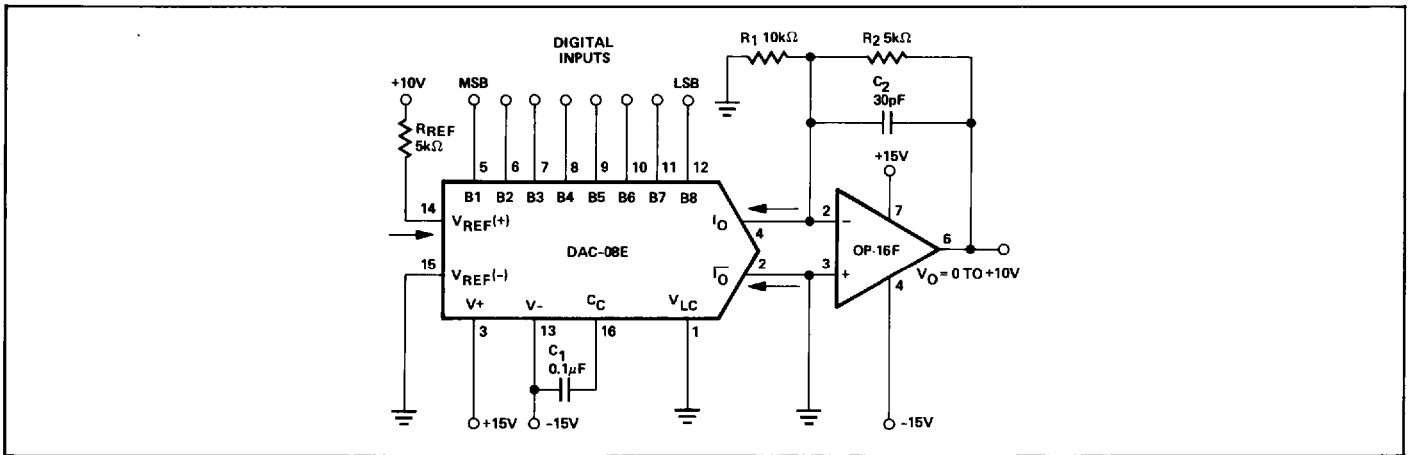 DIGITAL
INPUTS
R1 10kΩ
R2 5kΩ
C2
30pF
+10V
MSB
LSB
RREF
5kΩ
+15V
5 6 7 8 9 10 11 12
B1 B2 B3 B4 B5 B6 B7 B8
14
VREF(+)
IO
4
2
−
7
DAC-08E
OP-16F
6
15
VREF(-)
IO
2
3
+
4
VO = 0 TO +10V
V+
V-
CC
VLC
3
13
16
1
C1
0.1μF
+15V
-15V
-15V